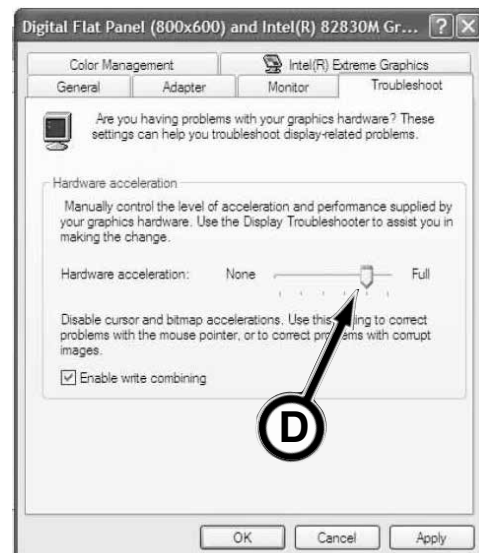 Digital Flat Panel (800x600) and Intel(R) 82830M Gr...
Color Management
Intel(R) Extreme Graphics
General
Adapter
Monitor
Troubleshoot
Are you having problems with your graphics hardware? These
settings can help you troubleshoot display-related problems.
Hardware acceleration
Manually control the level of acceleration and performance supplied by
your graphics hardware. Use the Display Troubleshooter to assist you in
making the change.
Hardware acceleration: None Full
Disable cursor and bitmap accelerations. Use this to correct
problems with the mouse pointer, or to correct with corrupt
images.
Enable write combining
D
OK Cancel Apply